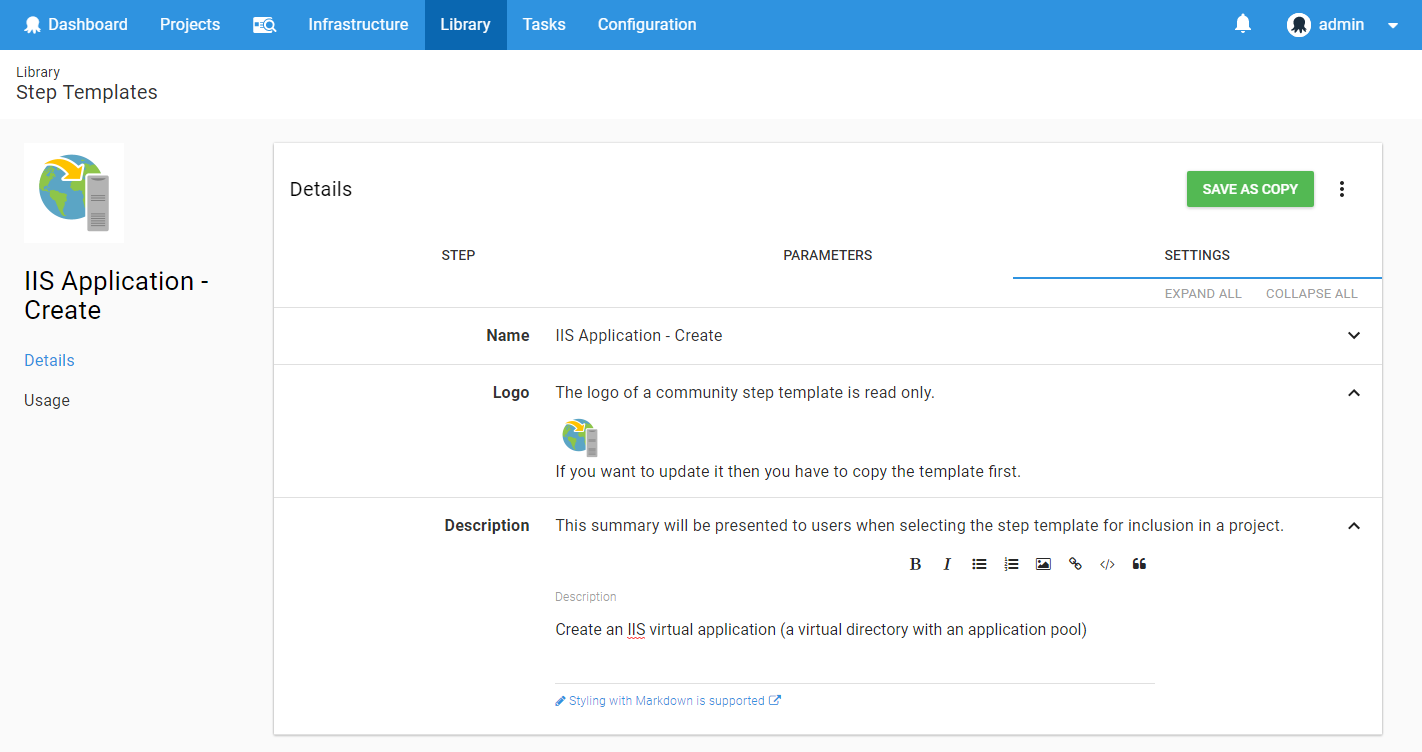 Dashboard Projects Infrastructure Library Tasks Configuration admin
Library
Step Templates
IIS Application -
Create
Details
Usage
Details SAVE AS COPY
STEP PARAMETERS SETTINGS
EXPAND ALL COLLAPSE ALL
Name IIS Application - Create
Logo The logo of a community step template is read only.
If you want to update it then you have to copy the template first.
Description This summary will be presented to users when selecting the step template for inclusion in a project.
Description
Create an IIS virtual application (a virtual directory with an application pool)
Styling with Markdown is supported